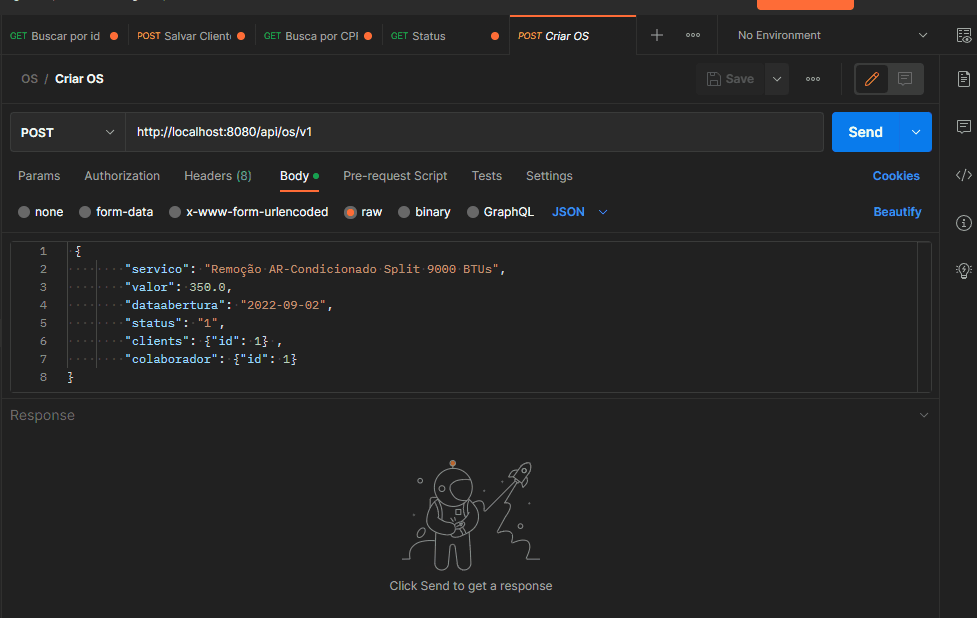 GET Buscar por id POST Salvar Client GET Busca por CPI GET Status POST Criar OS No Environment
OS / Criar OS Save
POST http://localhost:8080/api/os/v1 Send
Params Authorization Headers (8) Body Pre-request Script Tests Settings Cookies
none form-data x-www-form-urlencoded raw binary GraphQL JSON Beautify
1 {
2 "servico": "Remoção AR-Condicionado Split 9000 BTUs",
3 "valor": 350.0,
4 "dataabertura": "2022-09-02",
5 "status": "1",
6 "clients": {"id": 1} ,
7 "colaborador": {"id": 1}
8 }
Response
Click Send to get a response